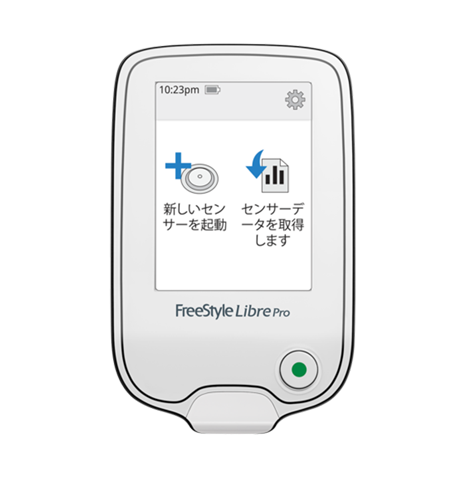 10:23pm
新しいセン
サーを起動
センサーデ
ータを取得
します
FreeStyle Libre Pro